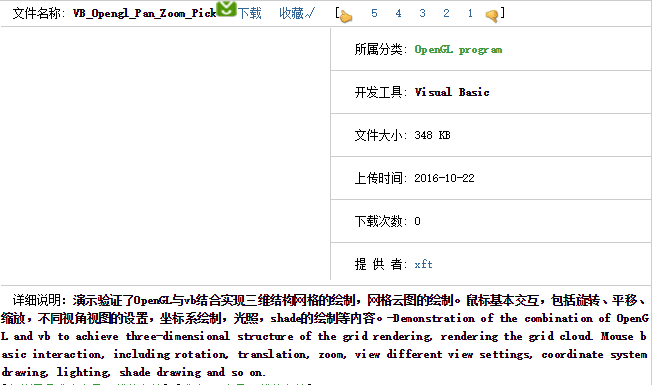 文件名称: VB_Opengl_Pan_Zoom_Pick 下载 收藏√ [ 5 4 3 2 1 ]
所属分类: OpenGL program
开发工具: Visual Basic
文件大小: 348 KB
上传时间: 2016-10-22
下载次数: 0
提 供 者: xft
详细说明: 演示验证了OpenGL与vb结合实现三维结构网格的绘制，网格云图的绘制。鼠标基本交互，包括旋转、平移、
缩放，不同视角视图的设置，坐标系绘制，光照，shade的绘制等内容。-Demonstration of the combination of OpenG
L and vb to achieve three-dimensional structure of the grid rendering, rendering the grid cloud. Mouse b
asic interaction, including rotation, translation, zoom, view different view settings, coordinate system
drawing, lighting, shade drawing and so on.